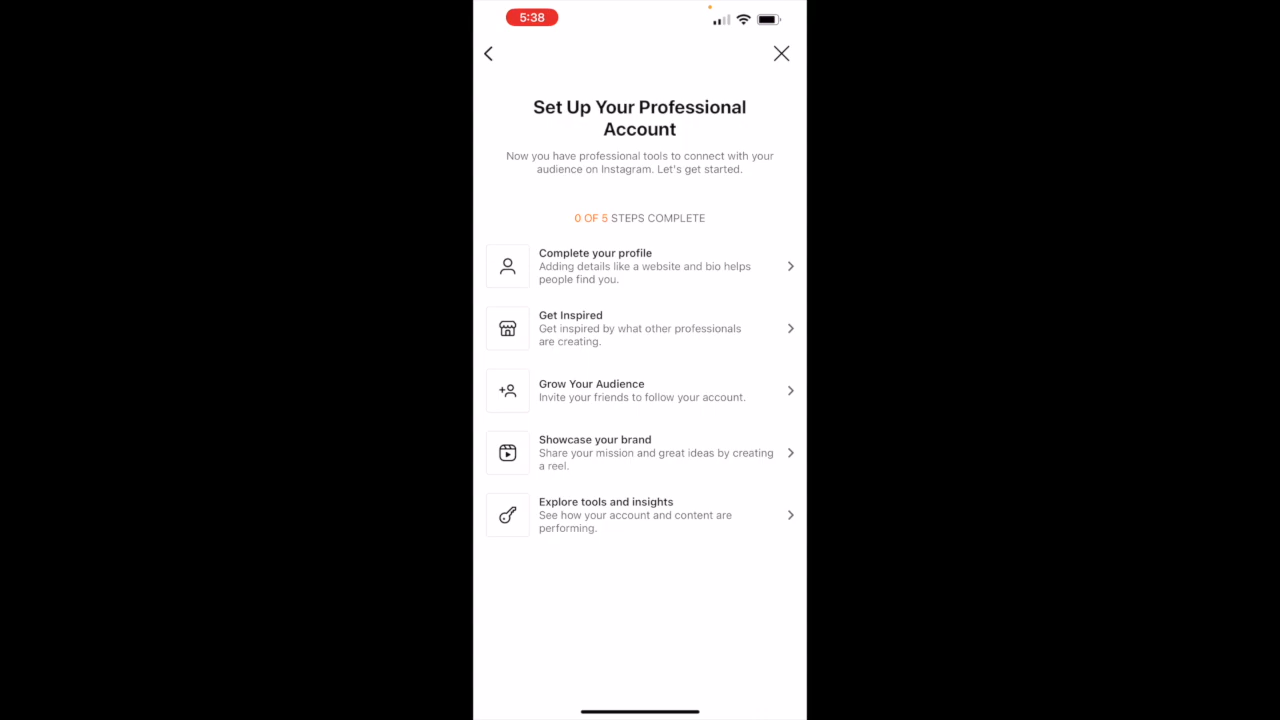 5:38
Set Up Your Professional
Account
Now you have professional tools to connect with your
audience on Instagram. Let's get started.
0 OF 5 STEPS COMPLETE
Complete your profile
Adding details like a website and bio helps
people find you.
Get Inspired
Get inspired by what other professionals
are creating.
Grow Your Audience
Invite your friends to follow your account.
Showcase your brand
Share your mission and great ideas by creating
a reel.
Explore tools and insights
See how your account and content are
performing.